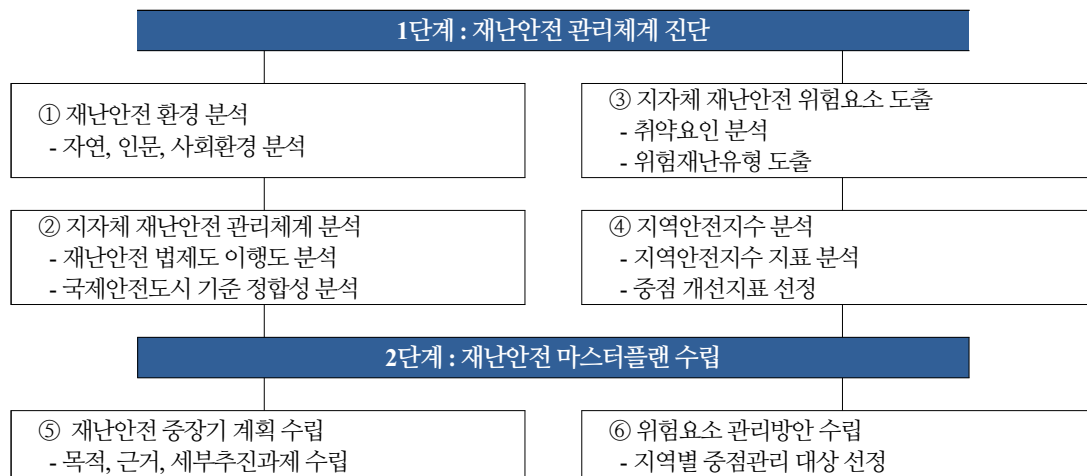 1단계 : 재난안전 관리체계 진단
① 재난안전 환경 분석
- 자연, 인문, 사회환경 분석
③ 지자체 재난안전 위험요소 도출
- 취약요인 분석
- 위험재난유형 도출
② 지자체 재난안전 관리체계 분석
- 재난안전 법제도 이행도 분석
- 국제안전도시 기준 정합성 분석
④ 지역안전지수 분석
- 지역안전지수 지표 분석
- 중점 개선지표 선정
2단계 : 재난안전 마스터플랜 수립
⑤ 재난안전 중장기 계획 수립
- 목적, 근거, 세부추진과제 수립
⑥ 위험요소 관리방안 수립
- 지역별 중점관리 대상 선정